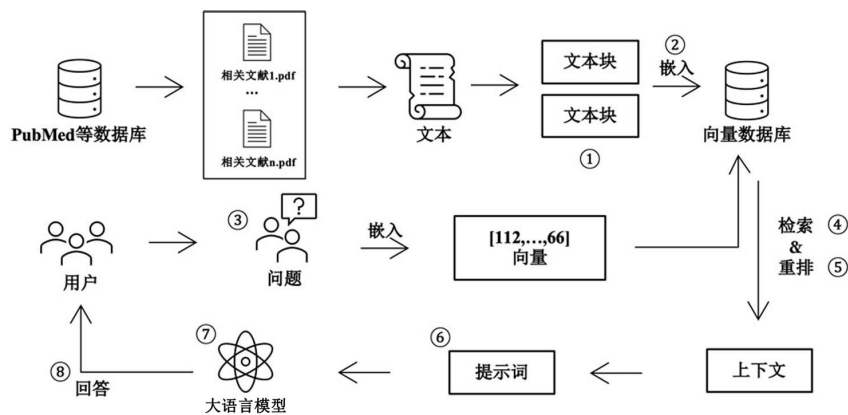 相关文献1.pdf
...
相关文献n.pdf
PubMed等数据库
文本
文本块
文本块
①
②
嵌入
向量数据库
③
?
用户
问题
嵌入
[112,...,66]
向量
检索 ④
&
重排 ⑤
⑧
回答
⑦
大语言模型
⑥
提示词
上下文